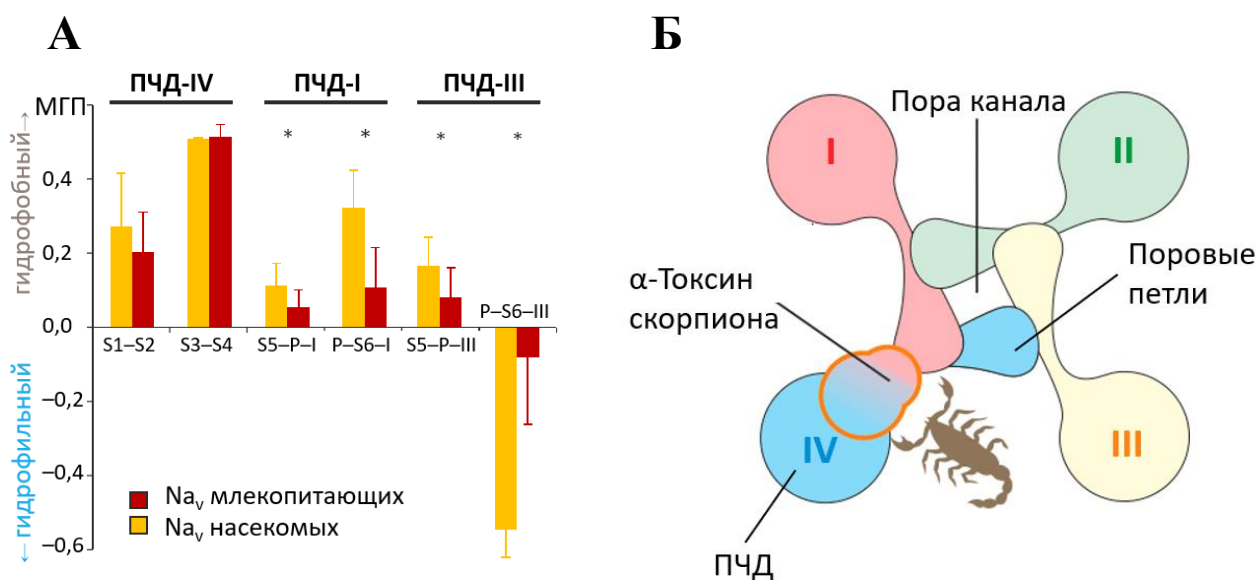 А
Б
ПЧД-IV
ПЧД-I
ПЧД-III
МГП
гидрофобный→
← гидрофильный
* * * *
0,4
0,2
0,0
−0,2
−0,4
−0,6
S1–S2
S3–S4
S5–P–I
P–S6–I
S5–P–III
P–S6–III
Naᵥ млекопитающих
Naᵥ насекомых
Пора канала
I
II
α-Токсин
скорпиона
Поровые
петли
IV
III
ПЧД